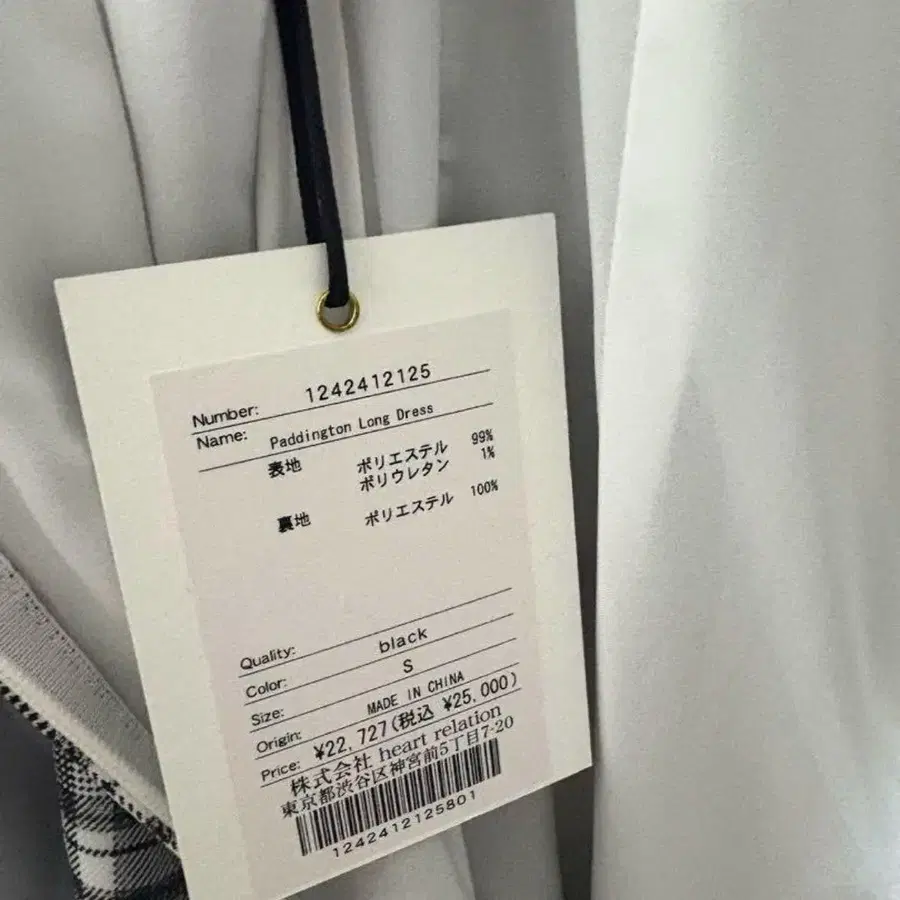 Number: 1242412125
Name: Paddington Long Dress
表地 ポリエステル 99%
ポリウレタン 1%
裏地 ポリエステル 100%
Quality:
Color: black
Size: S
Origin: MADE IN CHINA
Price: ¥22,727(税込 ¥25,000)
株式会社 heart relation
東京都渋谷区神宮前5丁目7-20
1242412125801